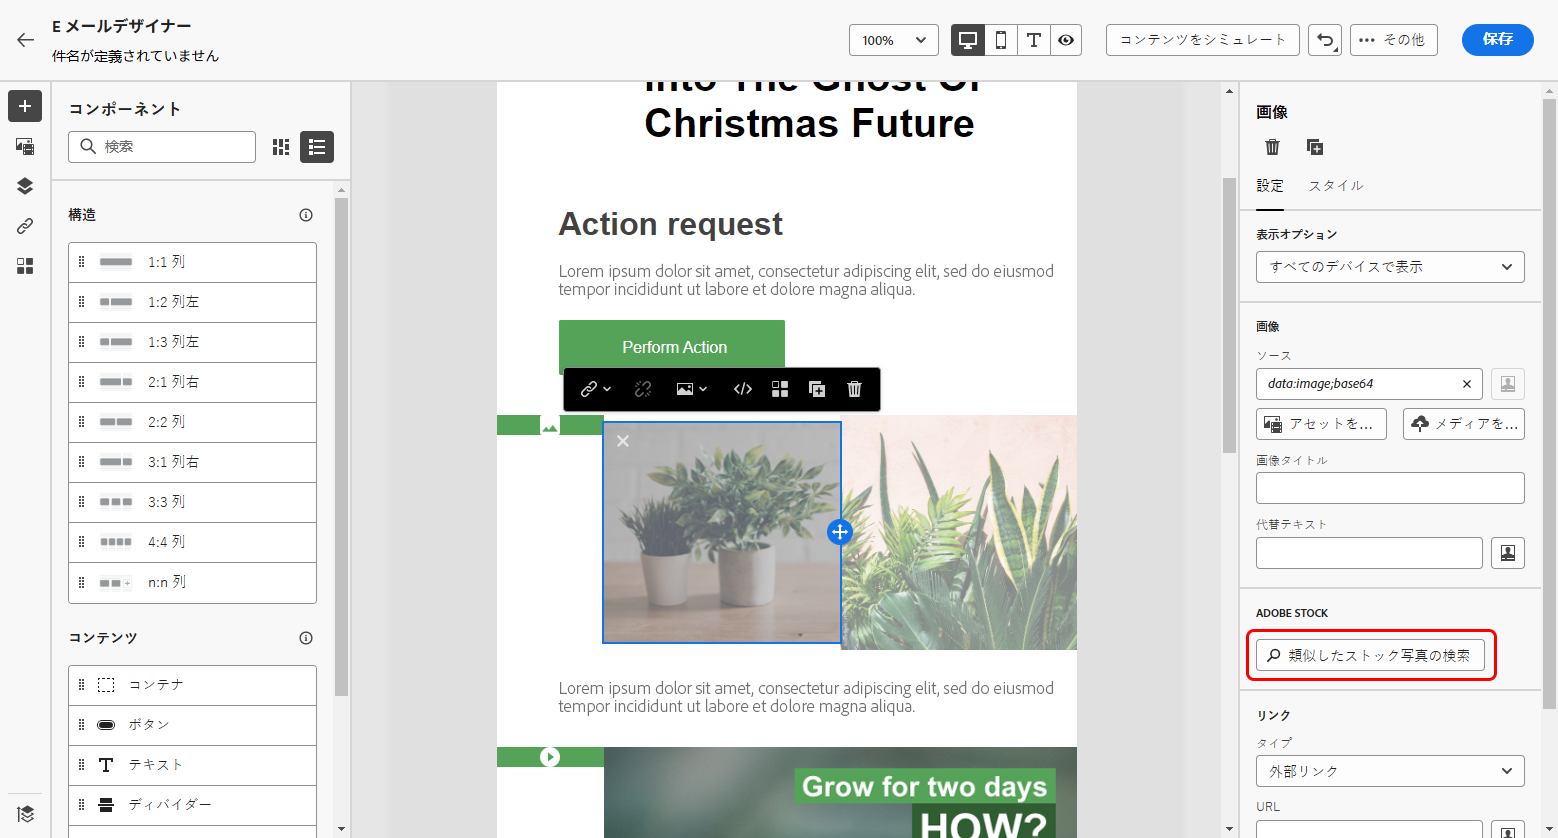 E メールデザイナー
件名が定義されていません
100%
コンテンツをシミュレート
その他
保存
コンポーネント
検索
構造
1:1 列
1:2 列左
1:3 列左
2:1 列右
2:2 列
3:1 列右
3:3 列
4:4 列
n:n 列
コンテンツ
コンテナ
ボタン
テキスト
ディバイダー
Into The Ghost Of
Christmas Future
Action request
Lorem ipsum dolor sit amet, consectetur adipiscing elit, sed do eiusmod
tempor incididunt ut labore et dolore magna aliqua.
Perform Action
Lorem ipsum dolor sit amet, consectetur adipiscing elit, sed do eiusmod
tempor incididunt ut labore et dolore magna aliqua.
Grow for two days
HOW?
画像
設定
スタイル
表示オプション
すべてのデバイスで表示
画像
ソース
data:image;base64
アセットを...
メディアを...
画像タイトル
代替テキスト
ADOBE STOCK
類似したストック写真の検索
リンク
タイプ
外部リンク
URL